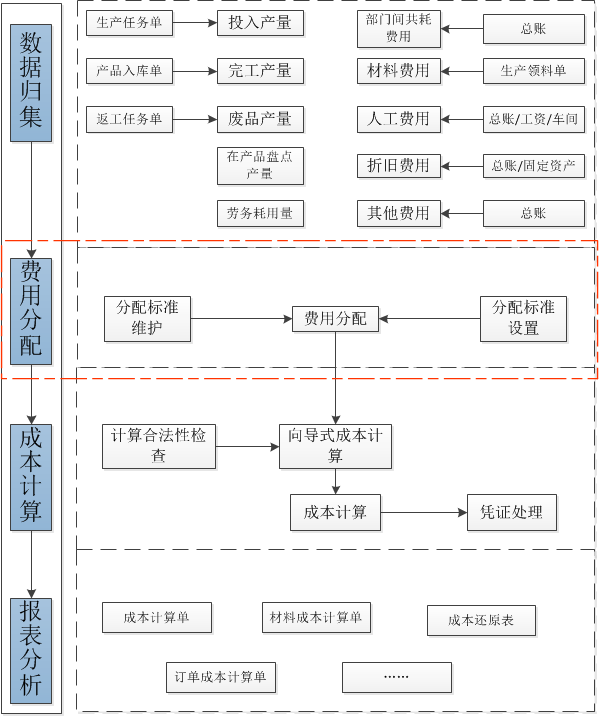 数据归集
生产任务单
投入产量
部门间共耗
费用
总账
产品入库单
完工产量
材料费用
生产领料单
返工任务单
废品产量
人工费用
总账/工资/车间
在产品盘点
产量
折旧费用
总账/固定资产
劳务耗用量
其他费用
总账
费用分配
分配标准
维护
费用分配
分配标准
设置
成本计算
计算合法性检
查
向导式成本计
算
成本计算
凭证处理
报表分析
成本计算单
材料成本计算单
成本还原表
订单成本计算单
……